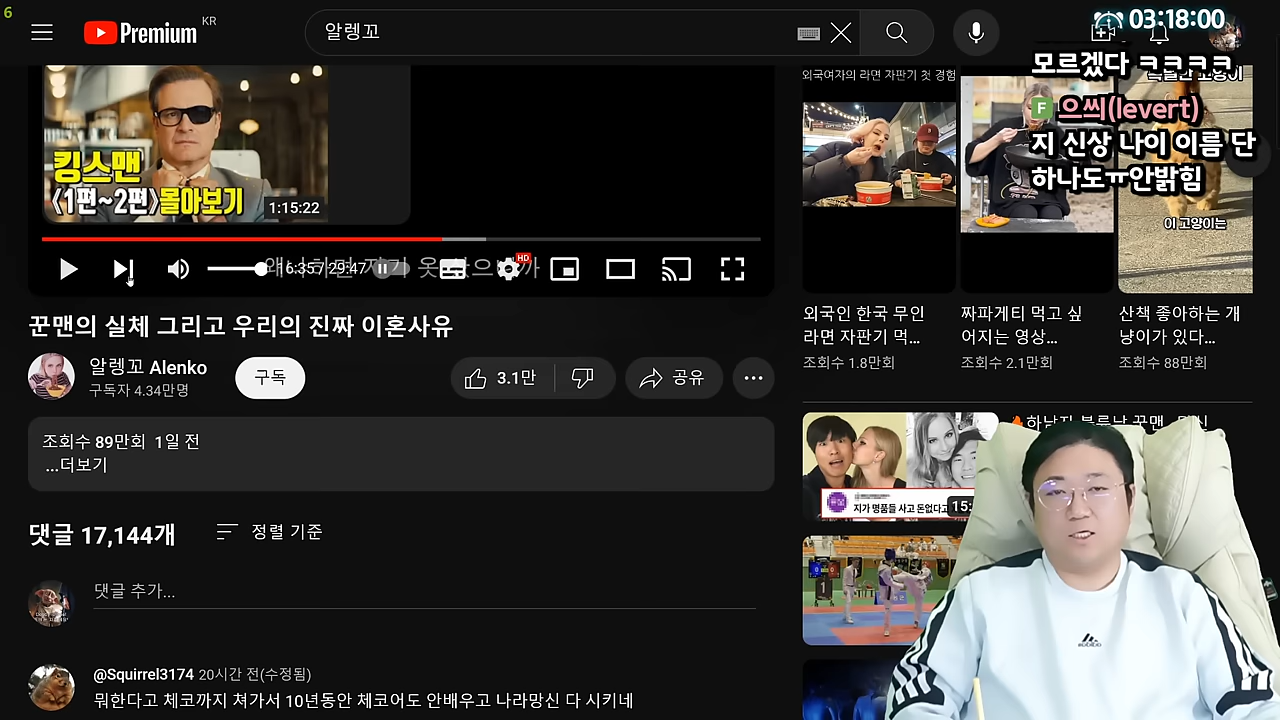 6
Premium KR
알렝꼬
03:18:00
모르겠다 ㅋㅋㅋㅋ
F 으씌(levert)
지 신상 나이 이름 단
하나도ㅠ안밝힘
킹스맨
〈1편~2편〉몰아보기
1:15:22
외국여자의 라면 자판기 첫 경험
이 고양이는
16:35 / 29:47
HD
꾼맨의 실체 그리고 우리의 진짜 이혼사유
알렝꼬 Alenko
구독자 4.34만명
구독
3.1만
공유
조회수 89만회 1일 전
...더보기
댓글 17,144개
정렬 기준
댓글 추가...
@Squirrel3174 20시간 전(수정됨)
뭐한다고 체코까지 쳐가서 10년동안 체코어도 안배우고 나라망신 다 시키네
외국인 한국 무인
라면 자판기 먹...
조회수 1.8만회
짜파게티 먹고 싶
어지는 영상...
조회수 2.1만회
산책 좋아하는 개
냥이가 있다...
조회수 88만회
지가 명품들 사고 돈없다고
15: